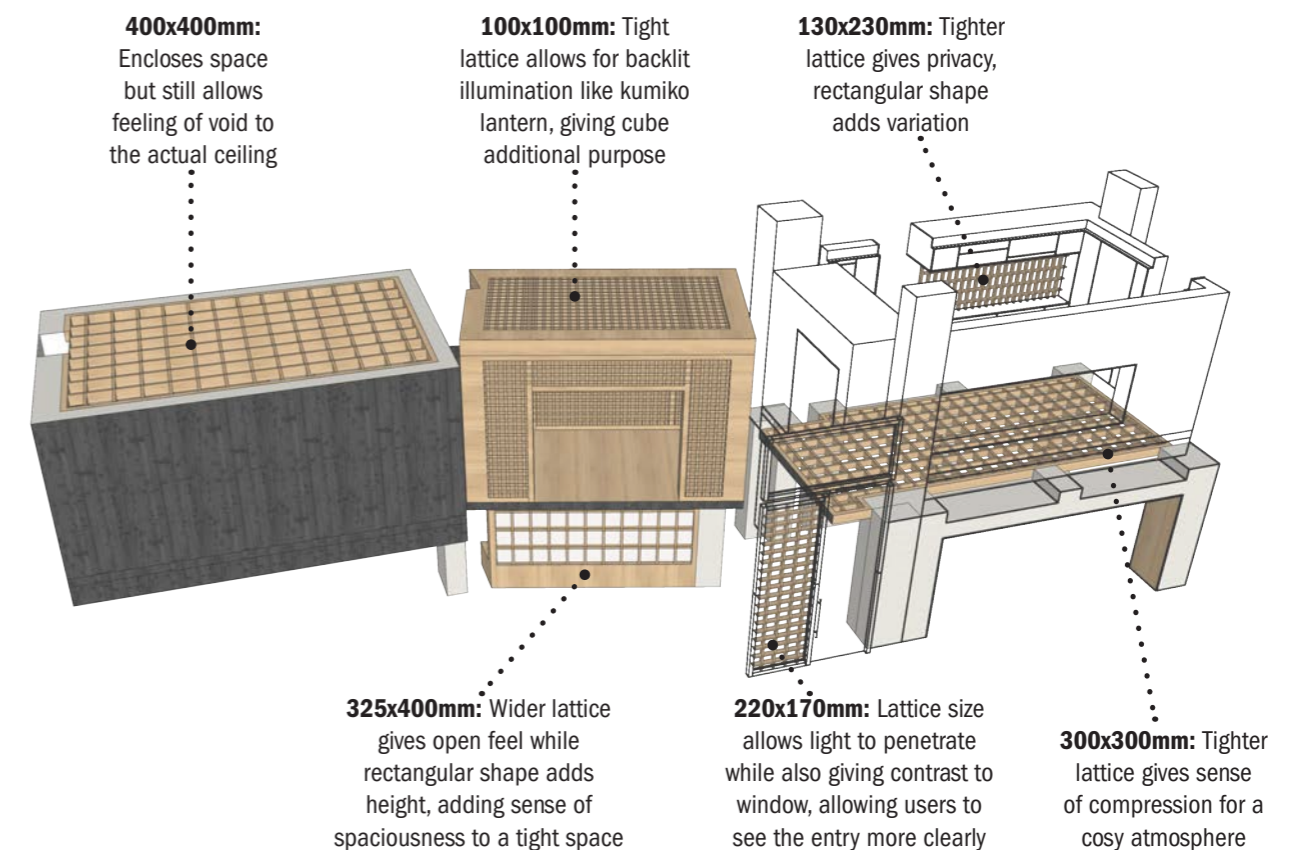 400x400mm:
Encloses space
but still allows
feeling of void to
the actual ceiling
100x100mm: Tight
lattice allows for backlit
illumination like kumiko
lantern, giving cube
additional purpose
130x230mm: Tighter
lattice gives privacy,
rectangular shape
adds variation
325x400mm: Wider lattice
gives open feel while
rectangular shape adds
height, adding sense of
spaciousness to a tight space
220x170mm: Lattice size
allows light to penetrate
while also giving contrast to
window, allowing users to
see the entry more clearly
300x300mm: Tighter
lattice gives sense
of compression for a
cosy atmosphere